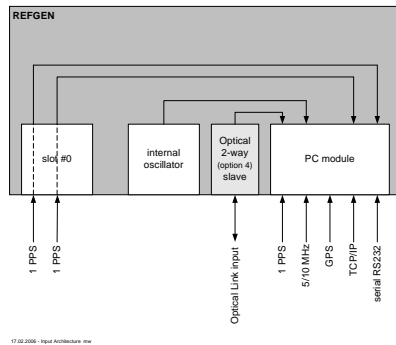 REFGEN
slot #0
internal
oscillator
Optical
2-way
(option 4)
slave
PC module
1 PPS
1 PPS
Optical Link input
1 PPS
5/10 MHz
GPS
TCP/IP
serial RS232
17.02.2006 - Input Architecture mw